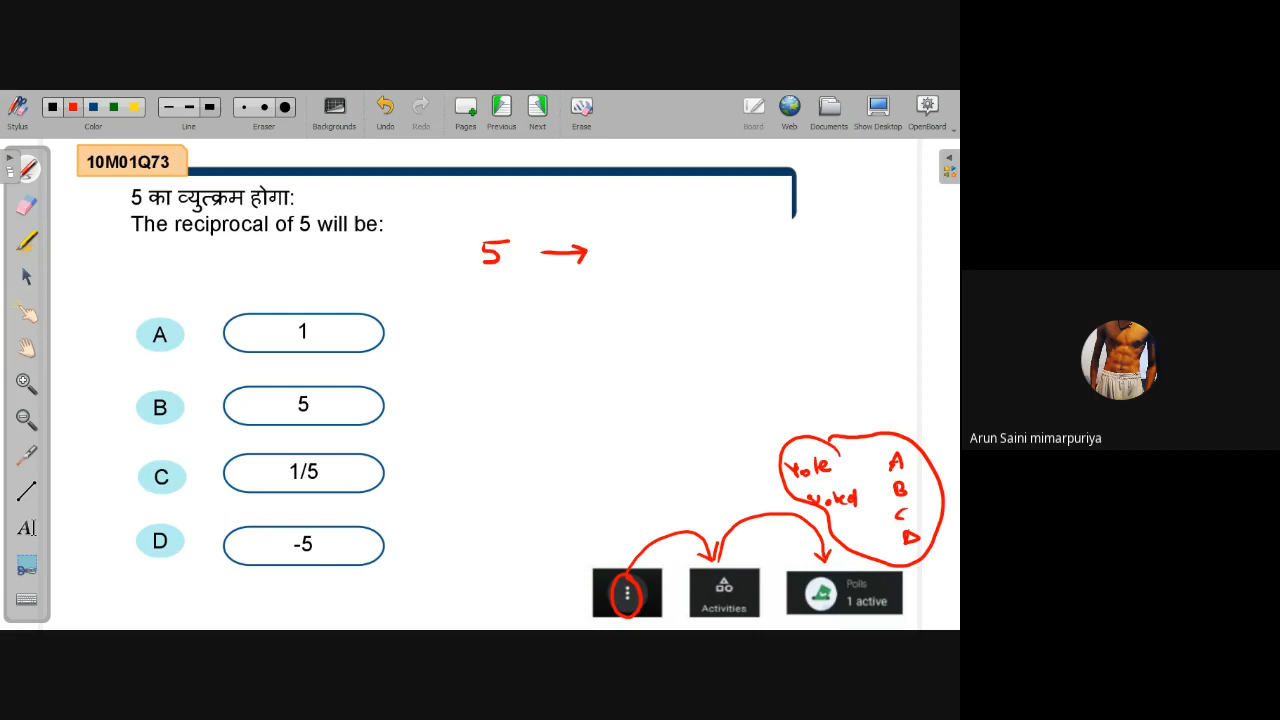 Stylus
Color
Line
Eraser
Backgrounds
Undo
Redo
Pages
Previous
Next
Erase
Board
Web
Documents
Show Desktop
OpenBoard
10M01Q73
5 का व्युत्क्रम होगा:
The reciprocal of 5 will be:
5 →
A 1
B 5
C 1/5
D -5
Vote A
Voted B
C
D
Activities
Polls
1 active
Arun Saini mimarpuriya